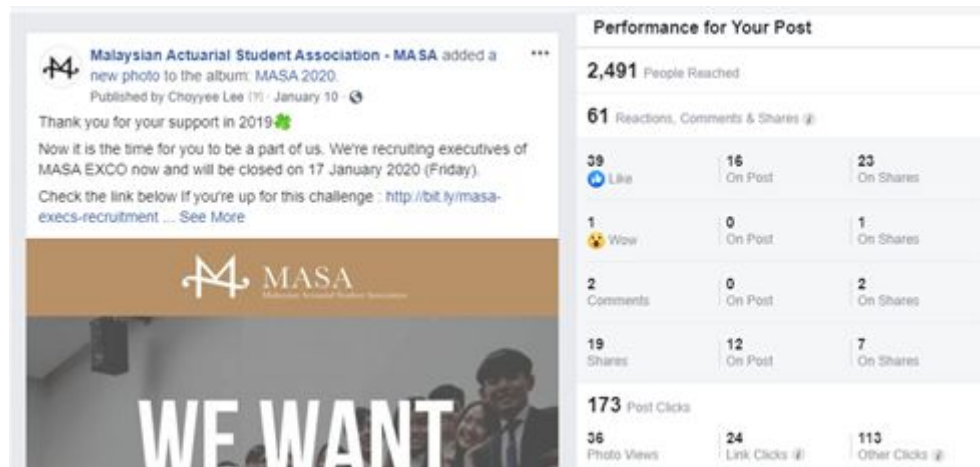 Malaysian Actuarial Student Association - MASA added a
new photo to the album: MASA 2020.
Published by Choyyee Lee [?] · January 10 ·
Thank you for your support in 2019🍀
Now it is the time for you to be a part of us. We're recruiting executives of
MASA EXCO now and will be closed on 17 January 2020 (Friday).
Check the link below if you're up for this challenge : http://bit.ly/masa-
execs-recruitment ... See More
MASA
Malaysian Actuarial Student Association
WE WANT
Performance for Your Post
2,491 People Reached
61 Reactions, Comments & Shares
39 16 23
Like On Post On Shares
1 0 1
Wow On Post On Shares
2 0 2
Comments On Post On Shares
19 12 7
Shares On Post On Shares
173 Post Clicks
36 24 113
Photo Views Link Clicks Other Clicks